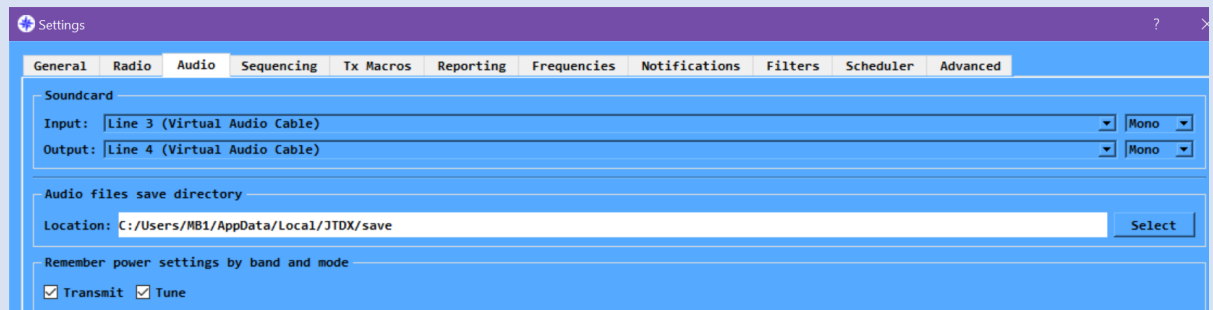 Settings
General Radio Audio Sequencing Tx Macros Reporting Frequencies Notifications Filters Scheduler Advanced
Soundcard
Input: Line 3 (Virtual Audio Cable) Mono
Output: Line 4 (Virtual Audio Cable) Mono
Audio files save directory
Location: C:/Users/MB1/AppData/Local/JTDX/save Select
Remember power settings by band and mode
Transmit Tune